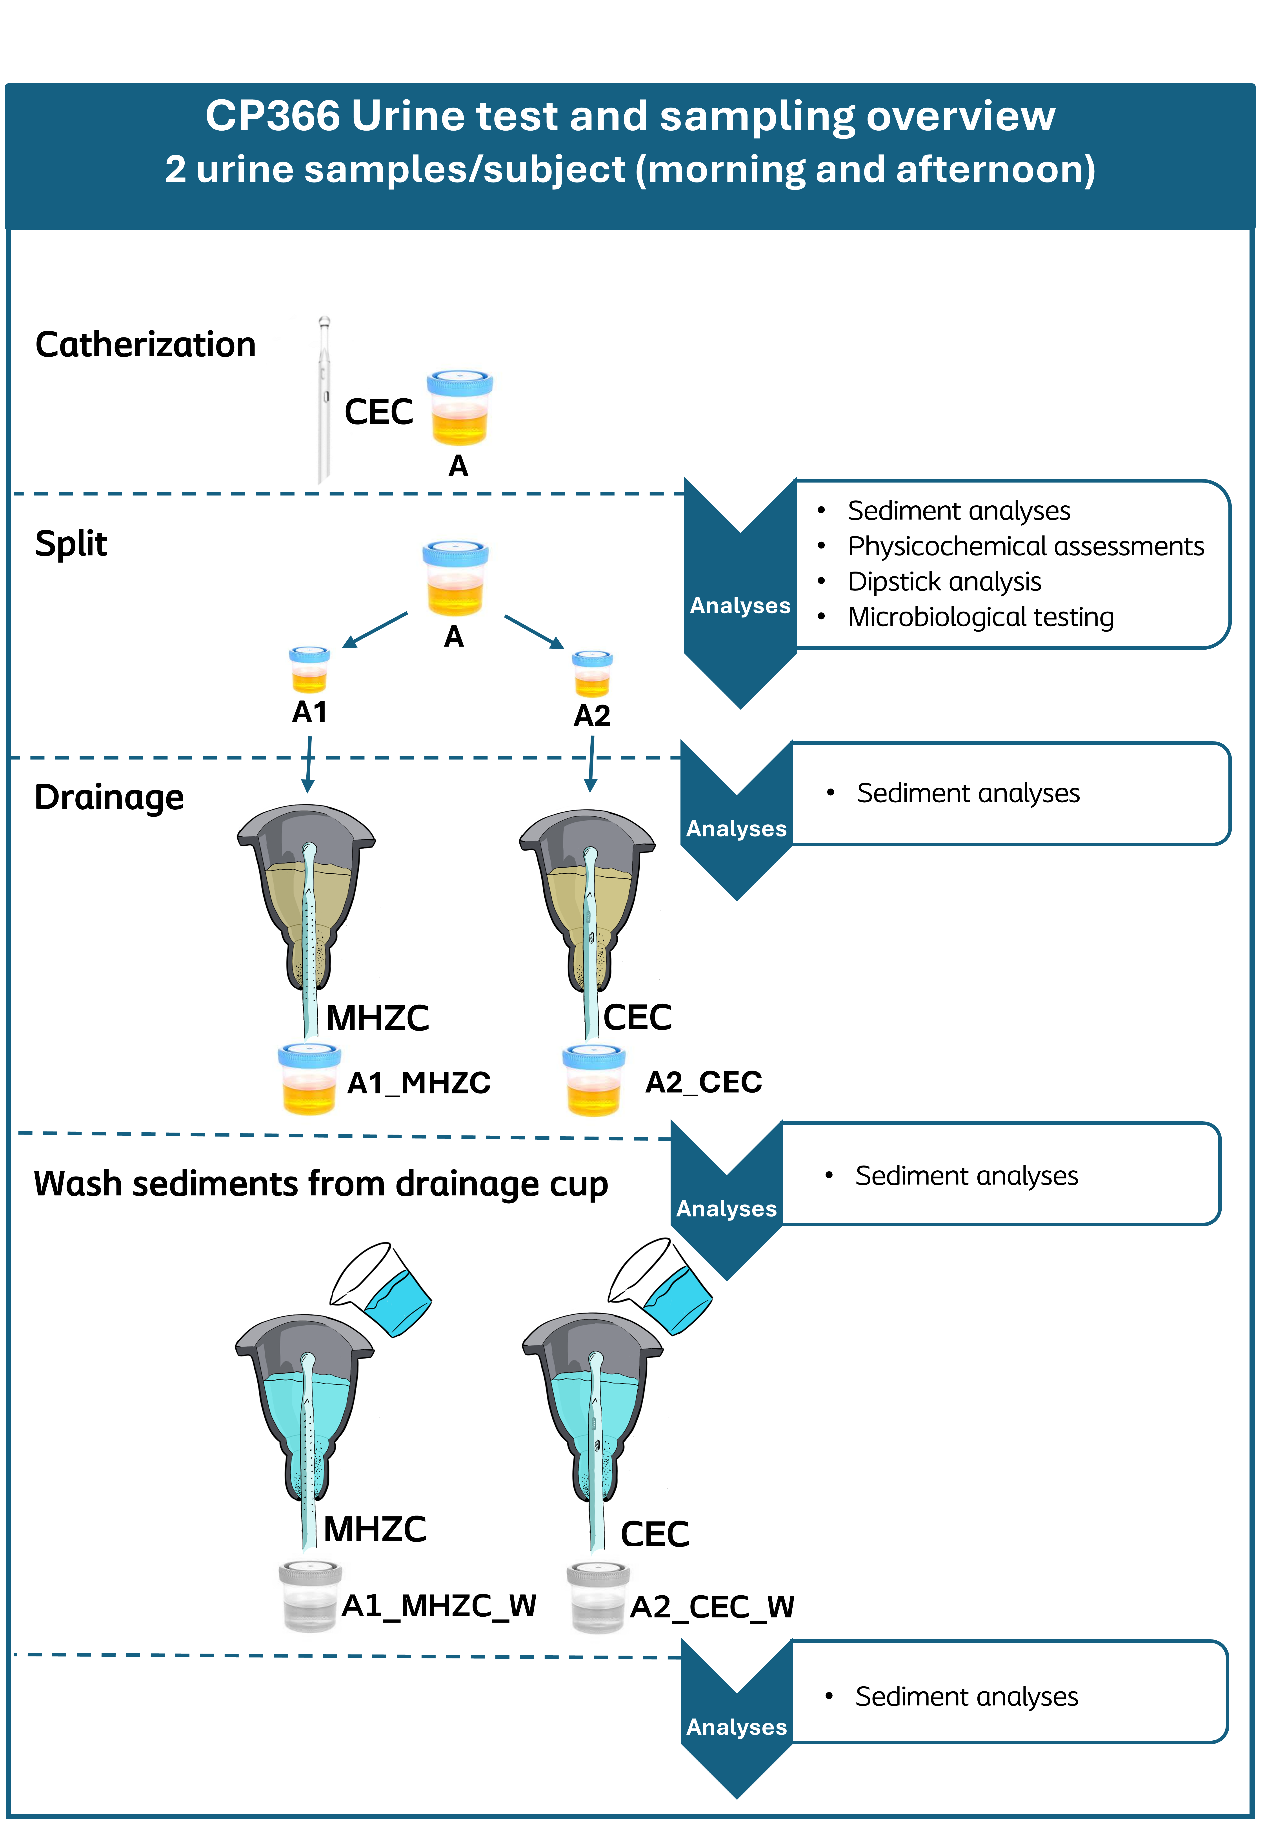 CP366 Urine test and sampling overview
2 urine samples/subject (morning and afternoon)
Catherization
CEC
A
Split
A
A1
A2
Analyses
• Sediment analyses
• Physicochemical assessments
• Dipstick analysis
• Microbiological testing
Drainage
Analyses
• Sediment analyses
MHZC
CEC
A1_MHZC
A2_CEC
Wash sediments from drainage cup
Analyses
• Sediment analyses
MHZC
CEC
A1_MHZC_W
A2_CEC_W
Analyses
• Sediment analyses